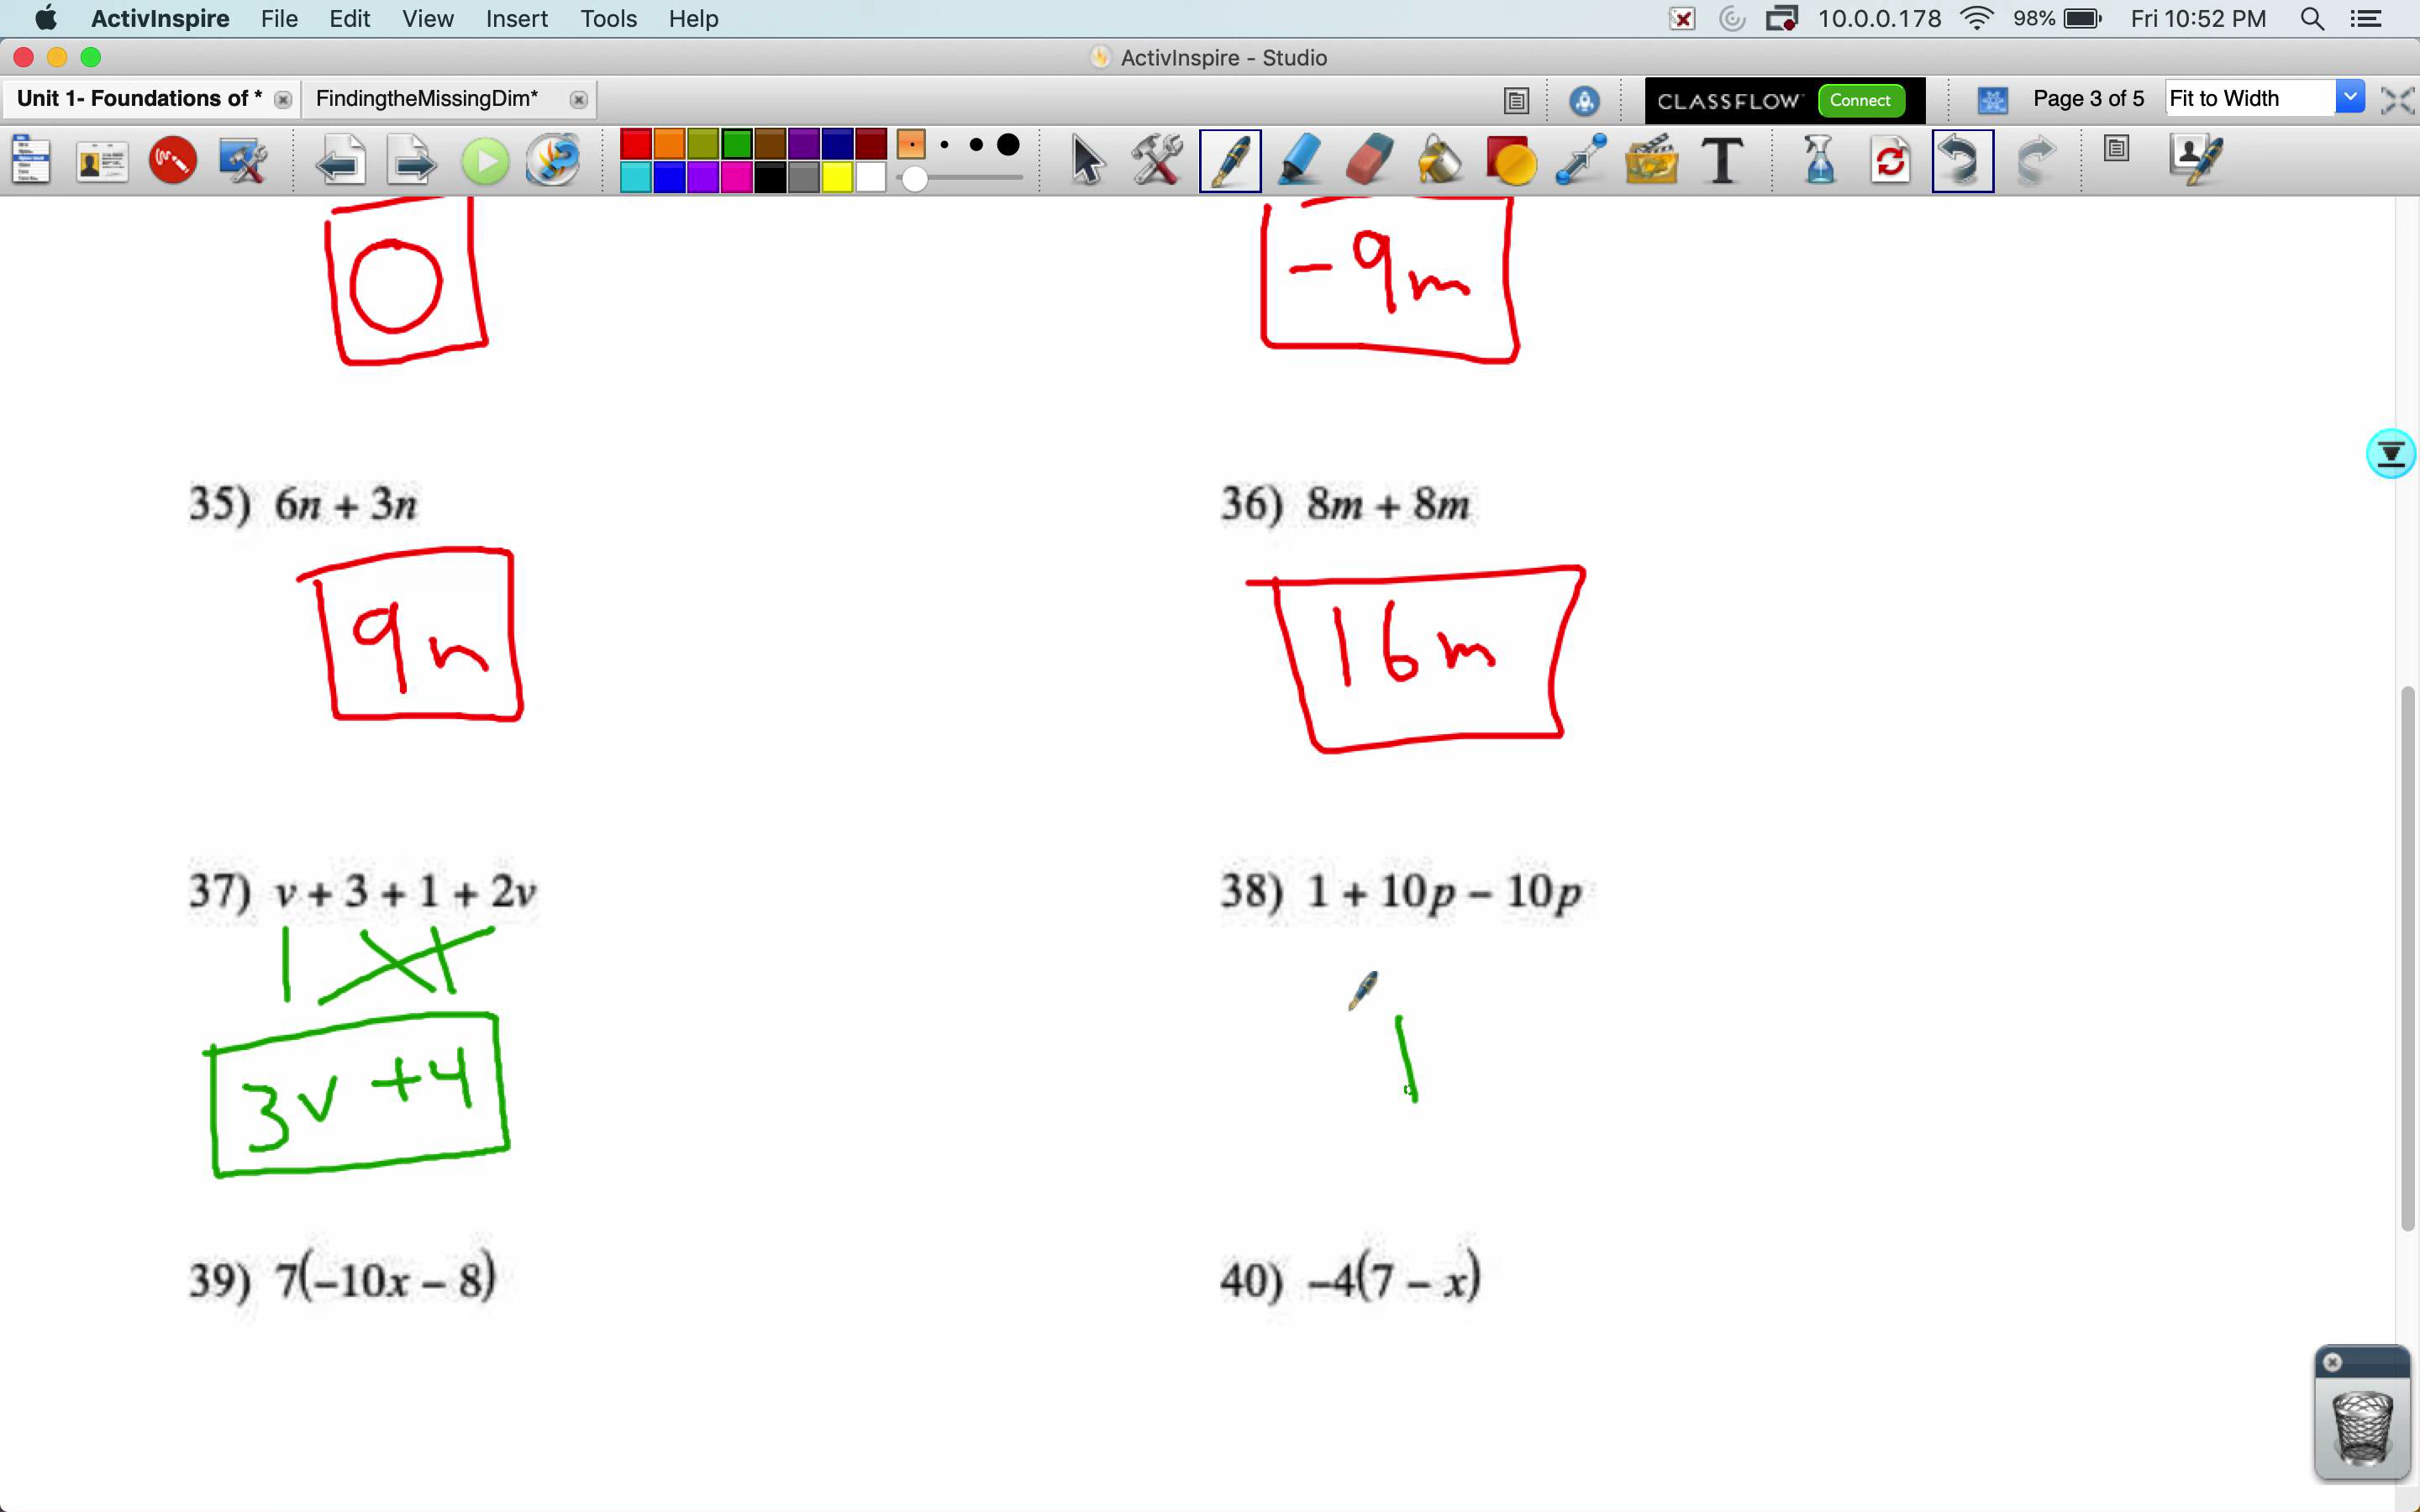 ActivInspire File Edit View Insert Tools Help 10.0.0.178 98% Fri 10:52 PM
ActivInspire - Studio
Unit 1- Foundations of * FindingtheMissingDim* CLASSFLOW Connect Page 3 of 5 Fit to Width
T
0 -9m
35) 6n + 3n 36) 8m + 8m
9n 16m
37) v + 3 + 1 + 2v 38) 1 + 10p − 10p
3v +4 1
39) 7(−10x − 8) 40) −4(7 − x)